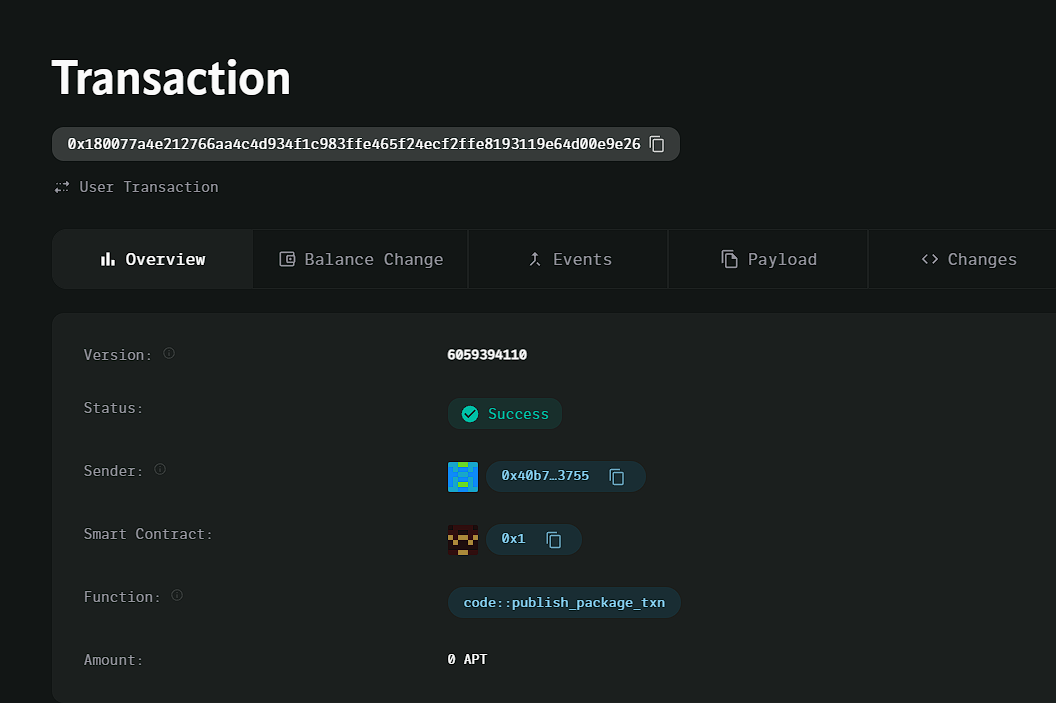 Transaction
0x180077a4e212766aa4c4d934f1c983ffe465f24ecf2ffe8193119e64d00e9e26
User Transaction
Overview Balance Change Events Payload Changes
Version: 6059394110
Status: Success
Sender: 0x40b7…3755
Smart Contract: 0x1
Function: code::publish_package_txn
Amount: 0 APT